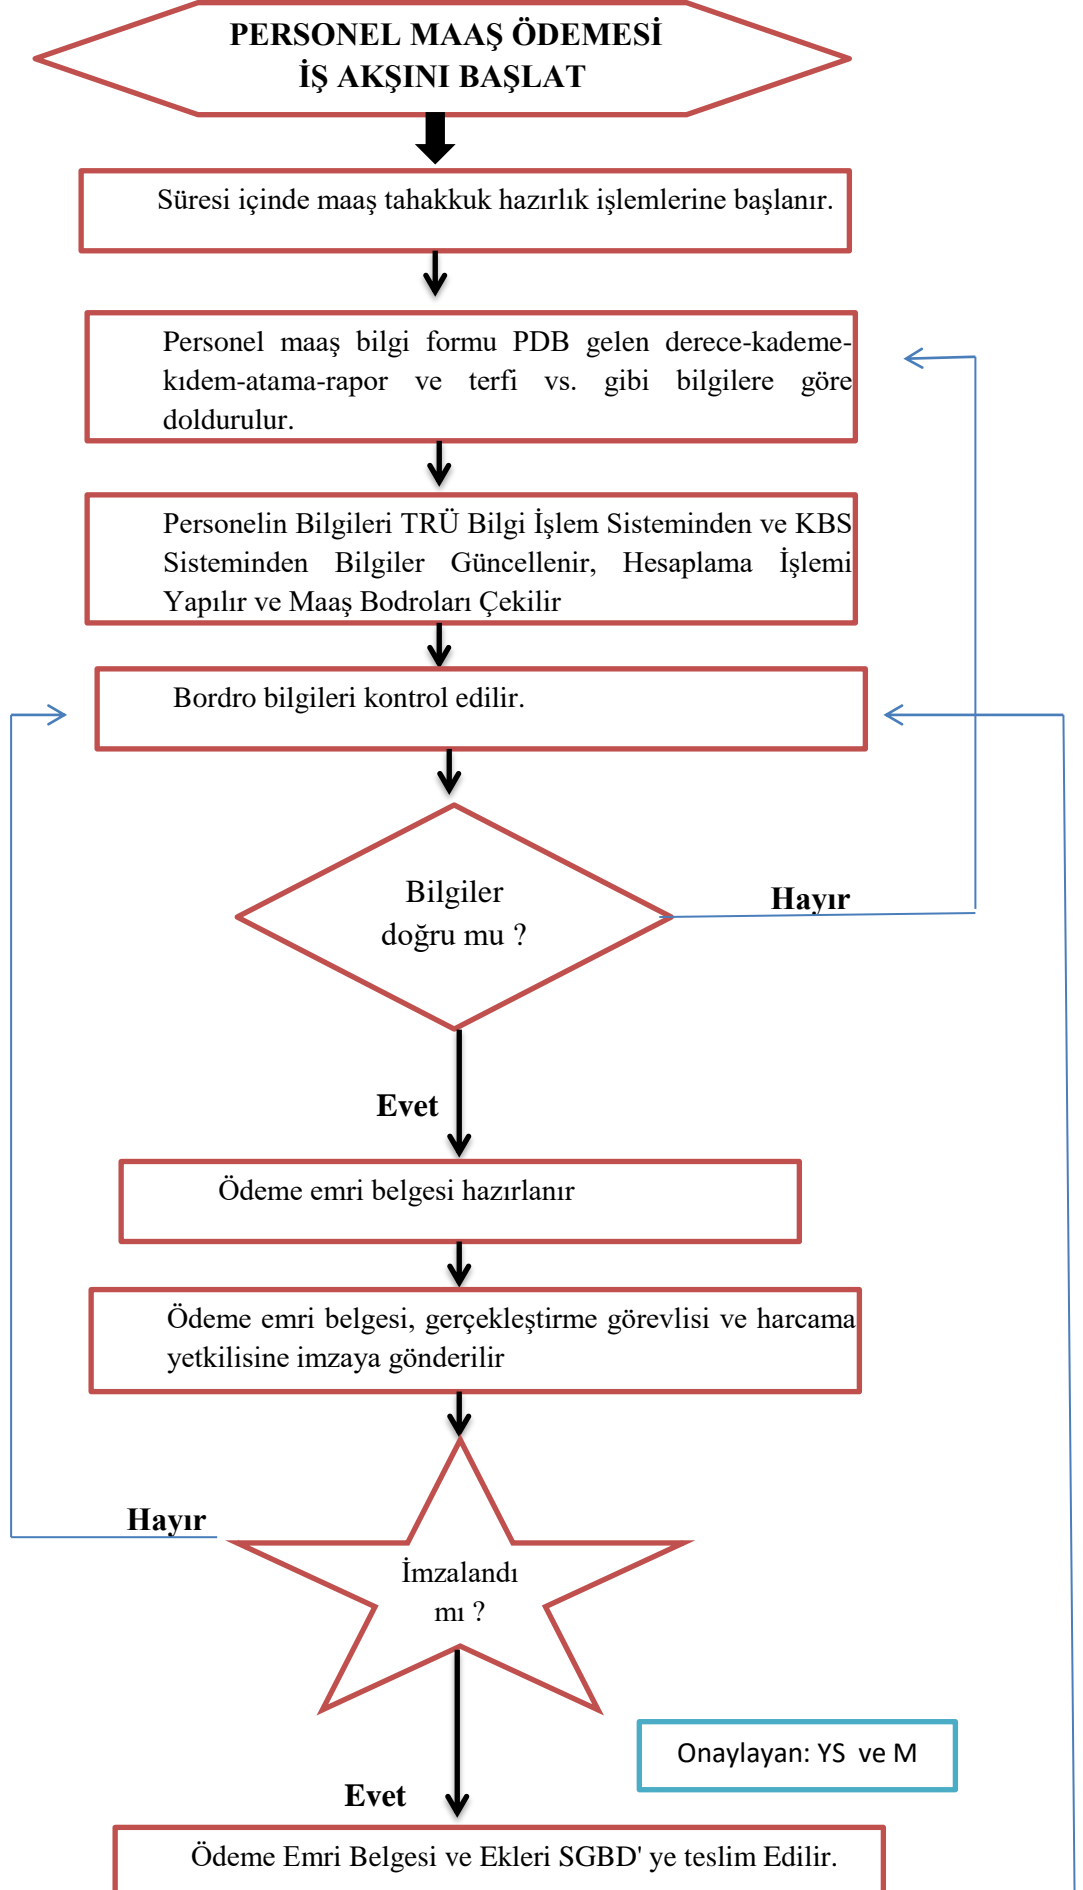 PERSONEL MAAŞ ÖDEMESİ
İŞ AKŞINI BAŞLAT
Süresi içinde maaş tahakkuk hazırlık işlemlerine başlanır.
Personel maaş bilgi formu PDB gelen derece-kademe-
kıdem-atama-rapor ve terfi vs. gibi bilgilere göre
doldurulur.
Personelin Bilgileri TRÜ Bilgi İşlem Sisteminden ve KBS
Sisteminden Bilgiler Güncellenir, Hesaplama İşlemi
Yapılır ve Maaş Bodroları Çekilir
Bordro bilgileri kontrol edilir.
Bilgiler
doğru mu ?
Hayır
Evet
Ödeme emri belgesi hazırlanır
Ödeme emri belgesi, gerçekleştirme görevlisi ve harcama
yetkilisine imzaya gönderilir
Hayır
İmzalandı
mı ?
Onaylayan: YS ve M
Evet
Ödeme Emri Belgesi ve Ekleri SGBD' ye teslim Edilir.